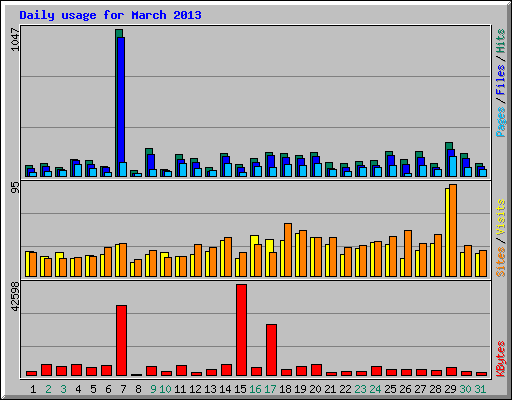 Daily usage for March 2013
1047
Pages / Files / Hits
95
Sites / Visits
42598
KBytes
1 2 3 4 5 6 7 8 9 10 11 12 13 14 15 16 17 18 19 20 21 22 23 24 25 26 27 28 29 30 31